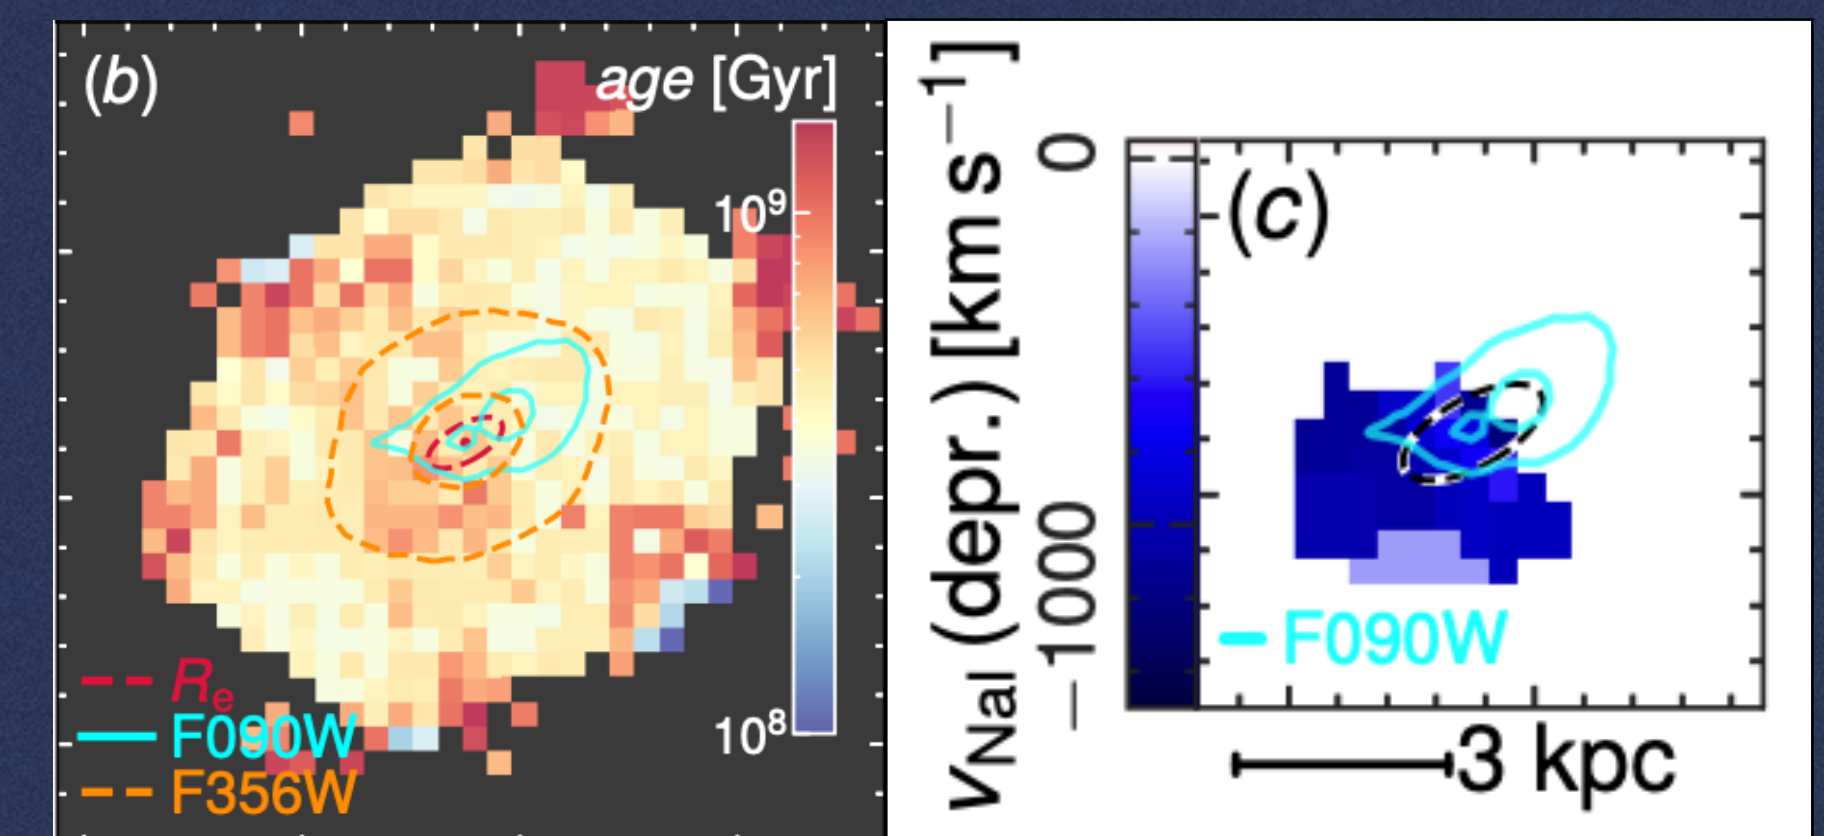 (b)
age [Gyr]
10⁹
10⁸
Rₑ
F090W
F356W
v_NaI (depr.) [km s⁻¹]
0
−1000
(c)
F090W
3 kpc